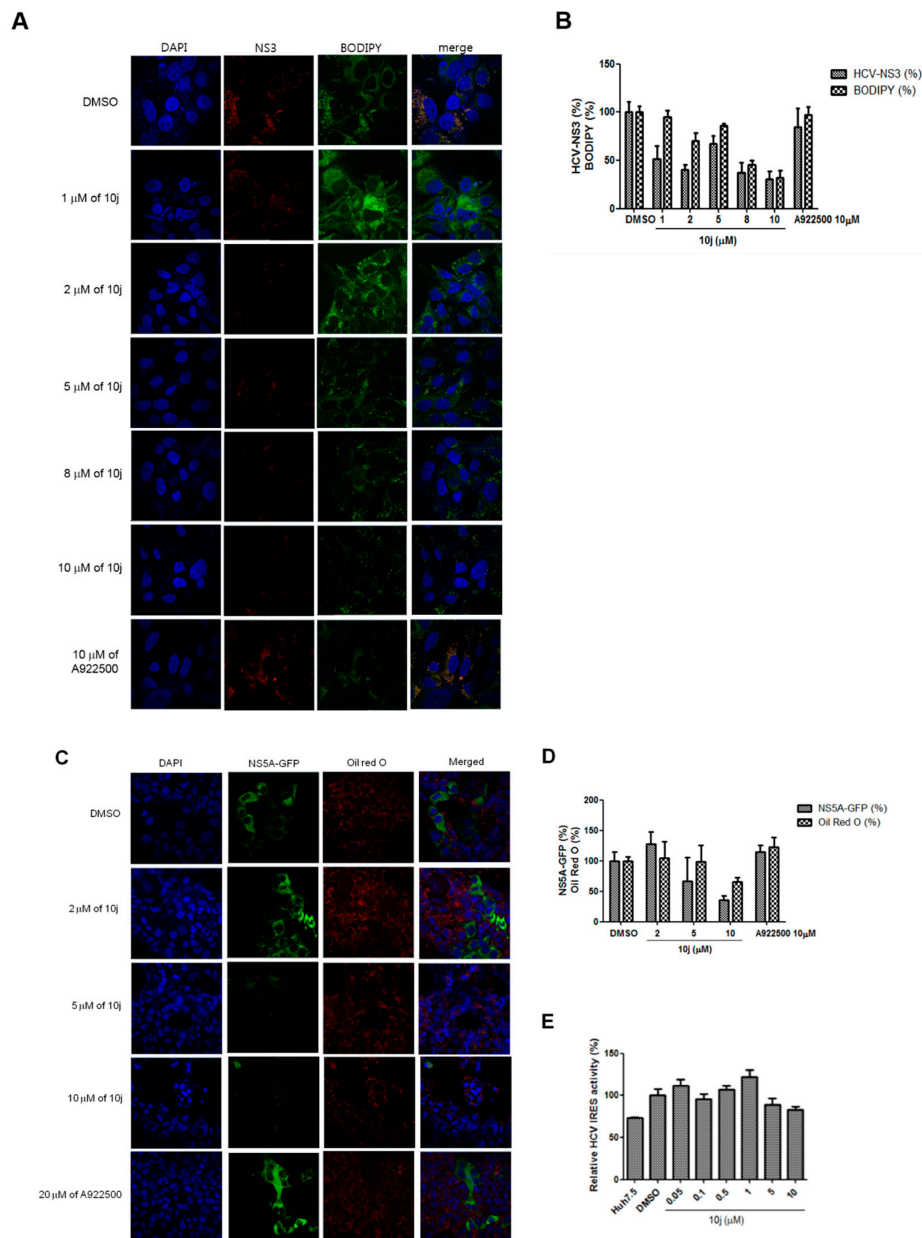 A
DAPI NS3 BODIPY merge
DMSO
1 μM of 10j
2 μM of 10j
5 μM of 10j
8 μM of 10j
10 μM of 10j
10 μM of
A922500
B
HCV-NS3 (%)
BODIPY (%)
HCV-NS3 (%)
BODIPY (%)
150
100
50
0
DMSO 1 2 5 8 10 A922500 10μM
10j (μM)
C
DAPI NS5A-GFP Oil red O Merged
DMSO
2 μM of 10j
5 μM of 10j
10 μM of 10j
20 μM of A922500
D
NS5A-GFP (%)
Oil Red O (%)
NS5A-GFP (%)
Oil Red O (%)
200
150
100
50
0
DMSO 2 5 10 A922500 10μM
10j (μM)
E
Relative HCV IRES activity (%)
150
100
50
0
Huh7.5 DMSO 0.05 0.1 0.5 1 5 10
10j (μM)